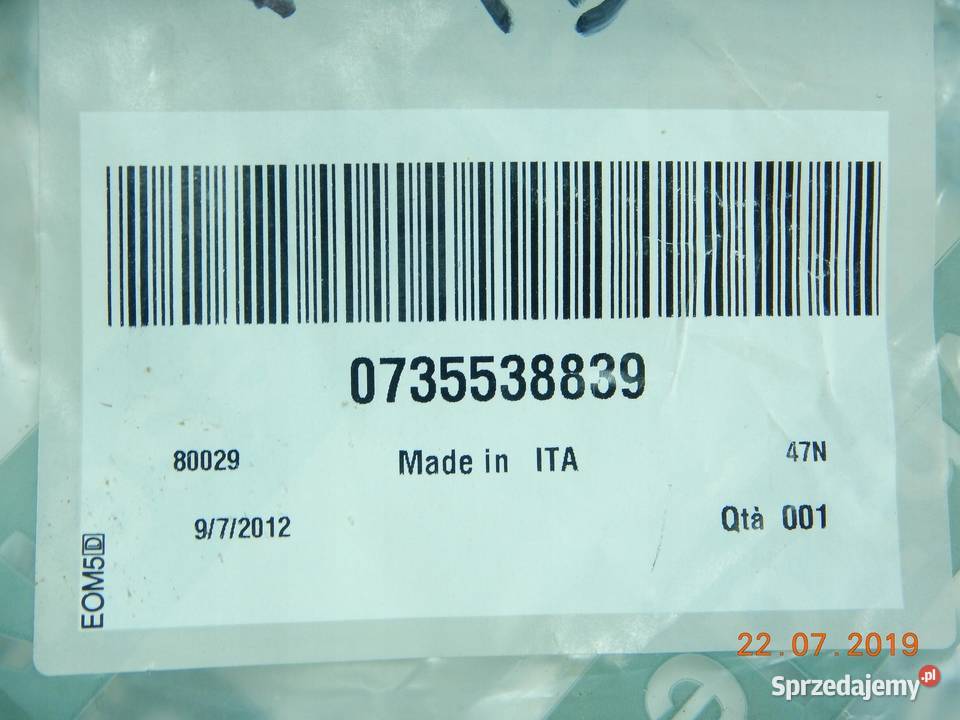 0735538839
80029 Made in ITA 47N
9/7/2012 Qtà 001
EOM5D
22.07.2019
Sprzedajemy.pl